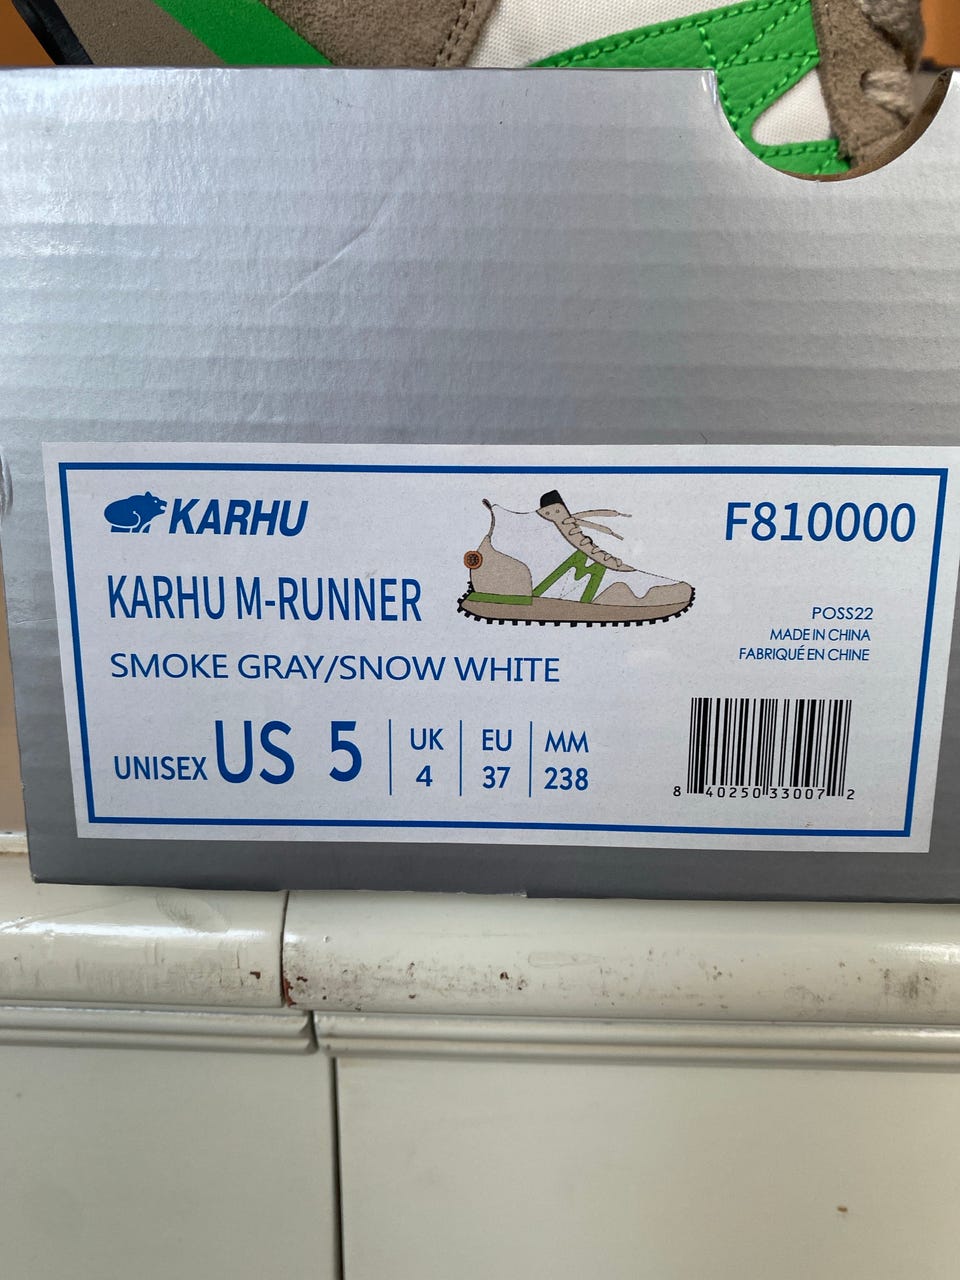 KARHU
F810000
KARHU M-RUNNER
POSS22
MADE IN CHINA
FABRIQUÉ EN CHINE
SMOKE GRAY/SNOW WHITE
UNISEX US 5
UK
4
EU
37
MM
238
8 40250 33007 2